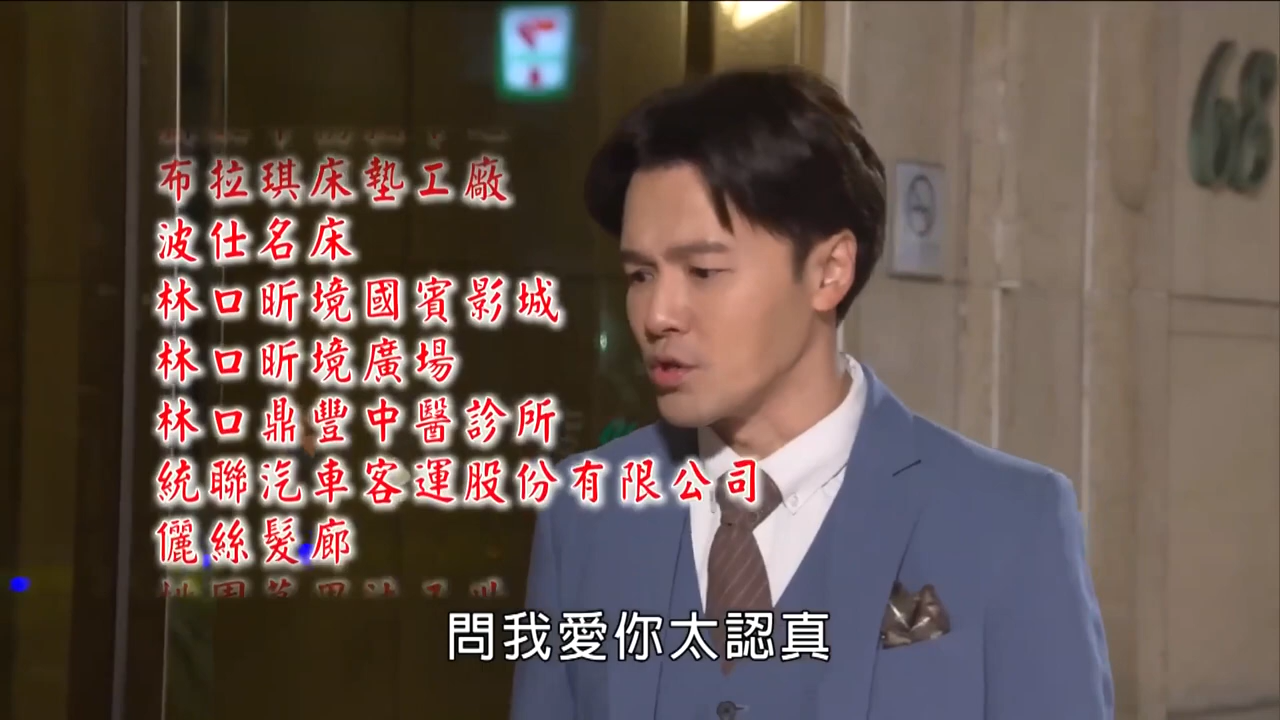 68
布拉琪床墊工廠
波仕名床
林口昕境國賓影城
林口昕境廣場
林口鼎豐中醫診所
統聯汽車客運股份有限公司
儷絲髮廊
問我愛你太認真